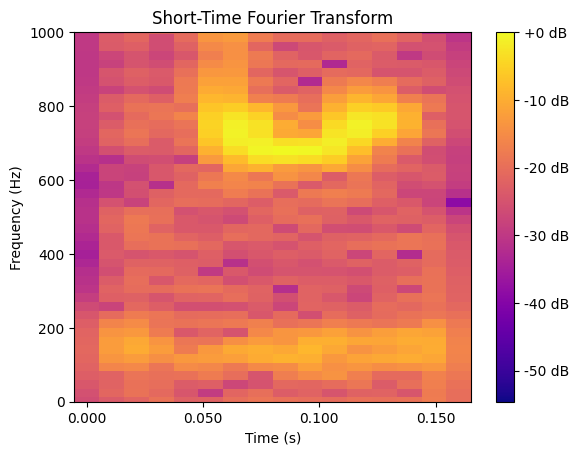 Short-Time Fourier Transform
Frequency (Hz)
1000
800
600
400
200
0
0.000
0.050
0.100
0.150
Time (s)
+0 dB
-10 dB
-20 dB
-30 dB
-40 dB
-50 dB